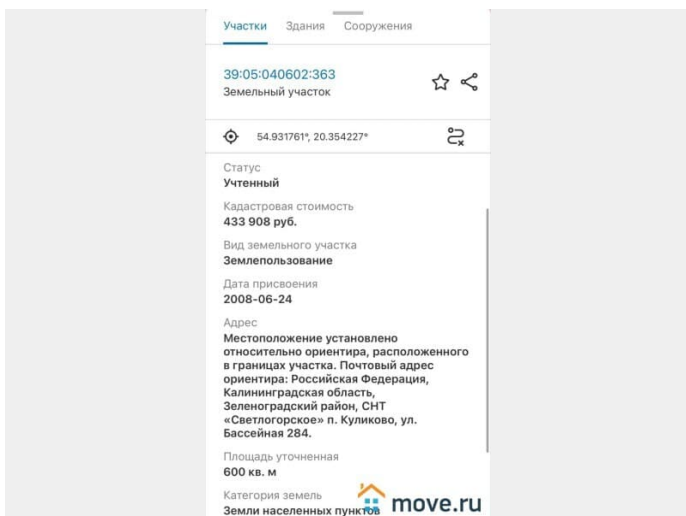 Участки Здания Сооружения
39:05:040602:363
Земельный участок
54.931761°, 20.354227°
Статус
Учтенный
Кадастровая стоимость
433 908 руб.
Вид земельного участка
Землепользование
Дата присвоения
2008-06-24
Адрес
Местоположение установлено
относительно ориентира, расположенного
в границах участка. Почтовый адрес
ориентира: Российская Федерация,
Калининградская область,
Зеленоградский район, СНТ
«Светлогорское» п. Куликово, ул.
Бассейная 284.
Площадь уточненная
600 кв. м
Категория земель
Земли населенных пунктов
move.ru